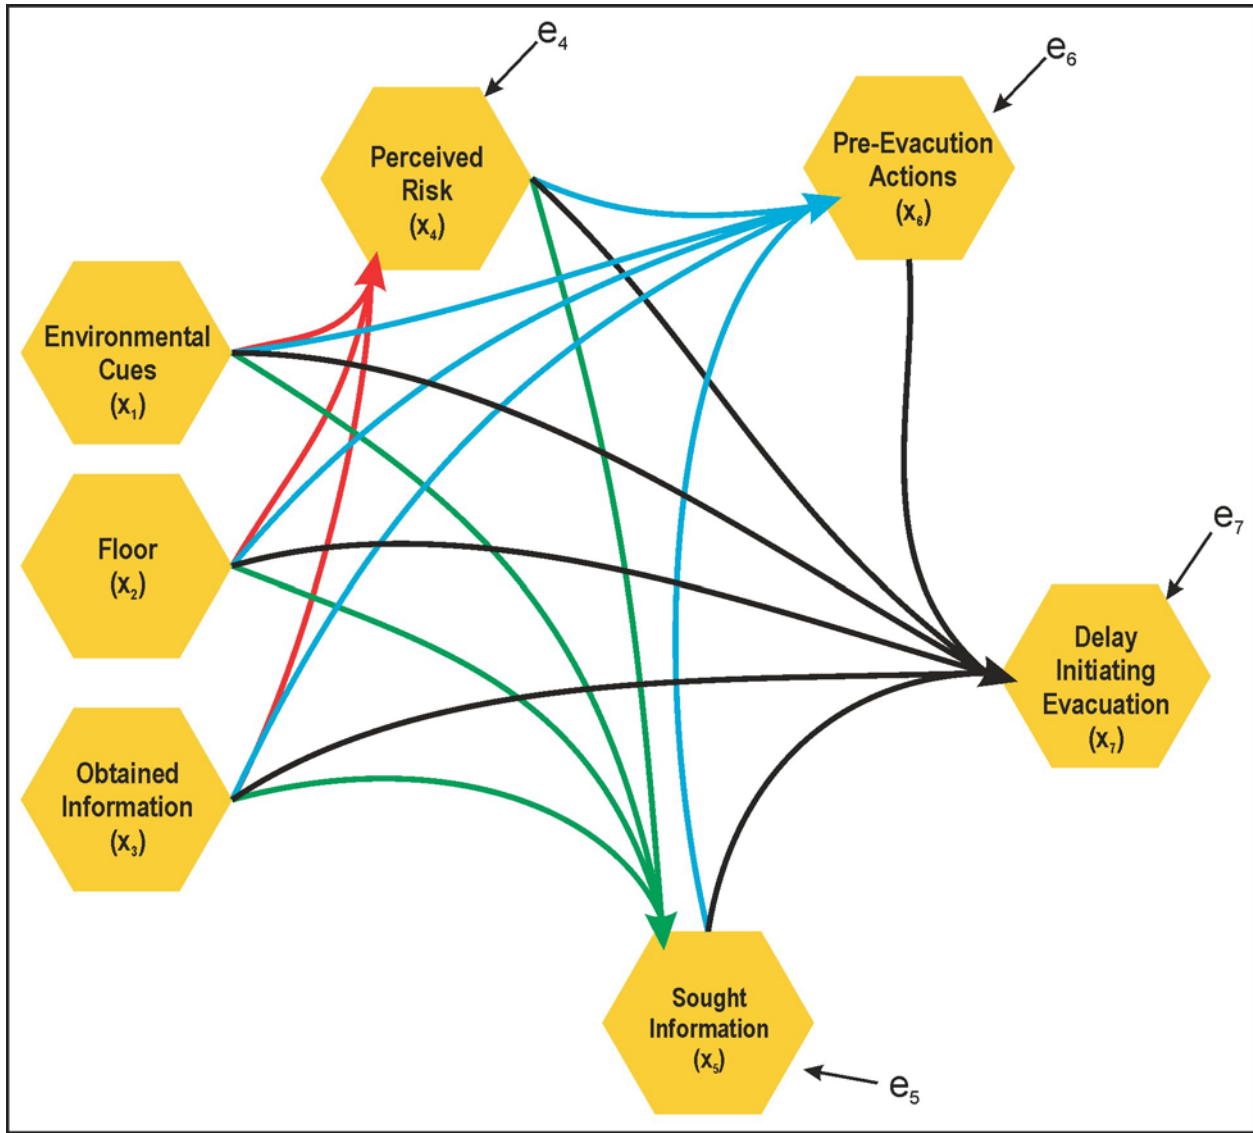 e₄
e₆
Perceived
Risk
(x₄)
Pre-Evacution
Actions
(x₆)
Environmental
Cues
(x₁)
Floor
(x₂)
e₇
Delay
Initiating
Evacuation
(x₇)
Obtained
Information
(x₃)
Sought
Information
(x₅)
e₅